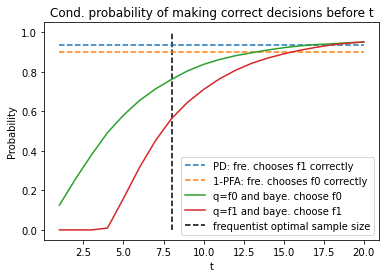 Cond. probability of making correct decisions before t
1.0
0.8
0.6
0.4
0.2
0.0
Probability
PD: fre. chooses f1 correctly
1-PFA: fre. chooses f0 correctly
q=f0 and baye. choose f0
q=f1 and baye. choose f1
frequentist optimal sample size
2.5 5.0 7.5 10.0 12.5 15.0 17.5 20.0
t